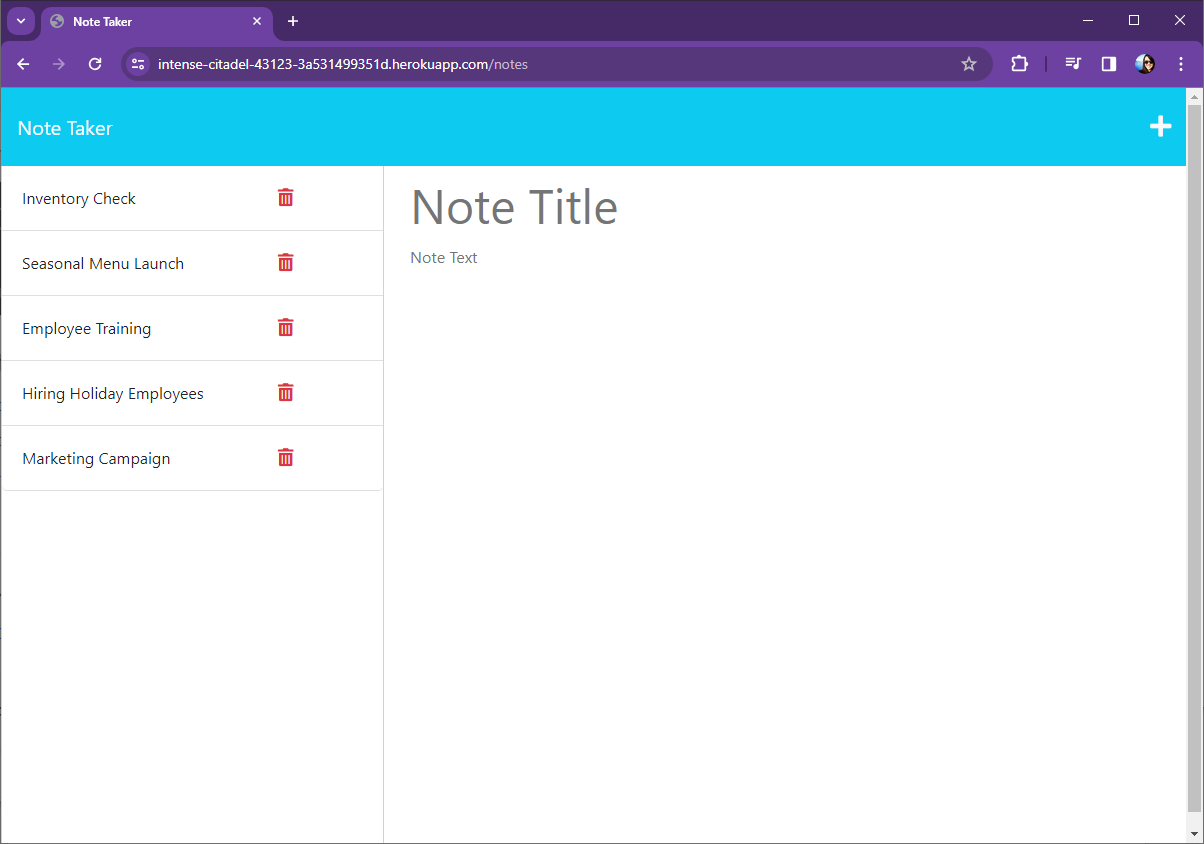 Note Taker
intense-citadel-43123-3a531499351d.herokuapp.com/notes
Note Taker
Inventory Check
Seasonal Menu Launch
Employee Training
Hiring Holiday Employees
Marketing Campaign
Note Title
Note Text